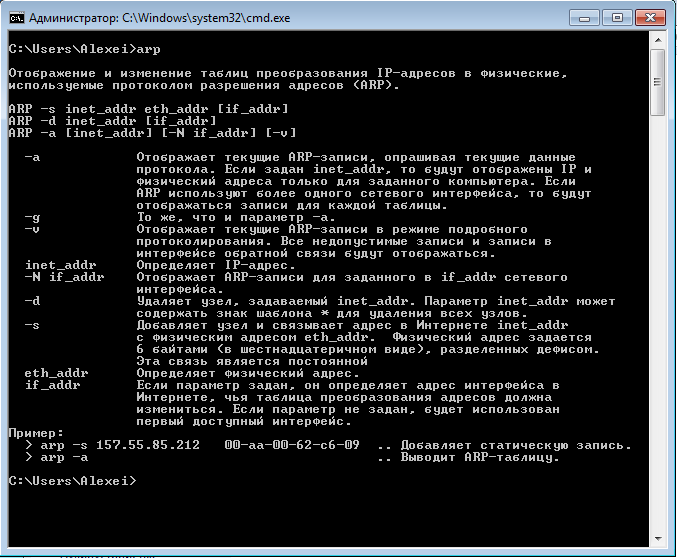 Администратор: C:\Windows\system32\cmd.exe
C:\Users\Alexei>arp
Отображение и изменение таблиц преобразования IP-адресов в физические,
используемые протоколом разрешения адресов (ARP).
ARP -s inet_addr eth_addr [if_addr]
ARP -d inet_addr [if_addr]
ARP -a [inet_addr] [-N if_addr] [-v]
-a Отображает текущие ARP-записи, опрашивая текущие данные
протокола. Если задан inet_addr, то будут отображены IP и
физический адреса только для заданного компьютера. Если
ARP используют более одного сетевого интерфейса, то будут
отображаться записи для каждой таблицы.
-g То же, что и параметр -a.
-v Отображает текущие ARP-записи в режиме подробного
протоколирования. Все недопустимые записи и записи в
интерфейсе обратной связи будут отображаться.
inet_addr Определяет IP-адрес.
-N if_addr Отображает ARP-записи для заданного в if_addr сетевого
интерфейса.
-d Удаляет узел, задаваемый inet_addr. Параметр inet_addr может
содержать знак шаблона * для удаления всех узлов.
-s Добавляет узел и связывает адрес в Интернете inet_addr
с физическим адресом eth_addr. Физический адрес задается
6 байтами (в шестнадцатеричном виде), разделенных дефисом.
Эта связь является постоянной
eth_addr Определяет физический адрес.
if_addr Если параметр задан, он определяет адрес интерфейса в
Интернете, чья таблица преобразования адресов должна
измениться. Если параметр не задан, будет использован
первый доступный интерфейс.
Пример:
> arp -s 157.55.85.212 00-aa-00-62-c6-09 .. Добавляет статическую запись.
> arp -a .. Выводит ARP-таблицу.
C:\Users\Alexei>